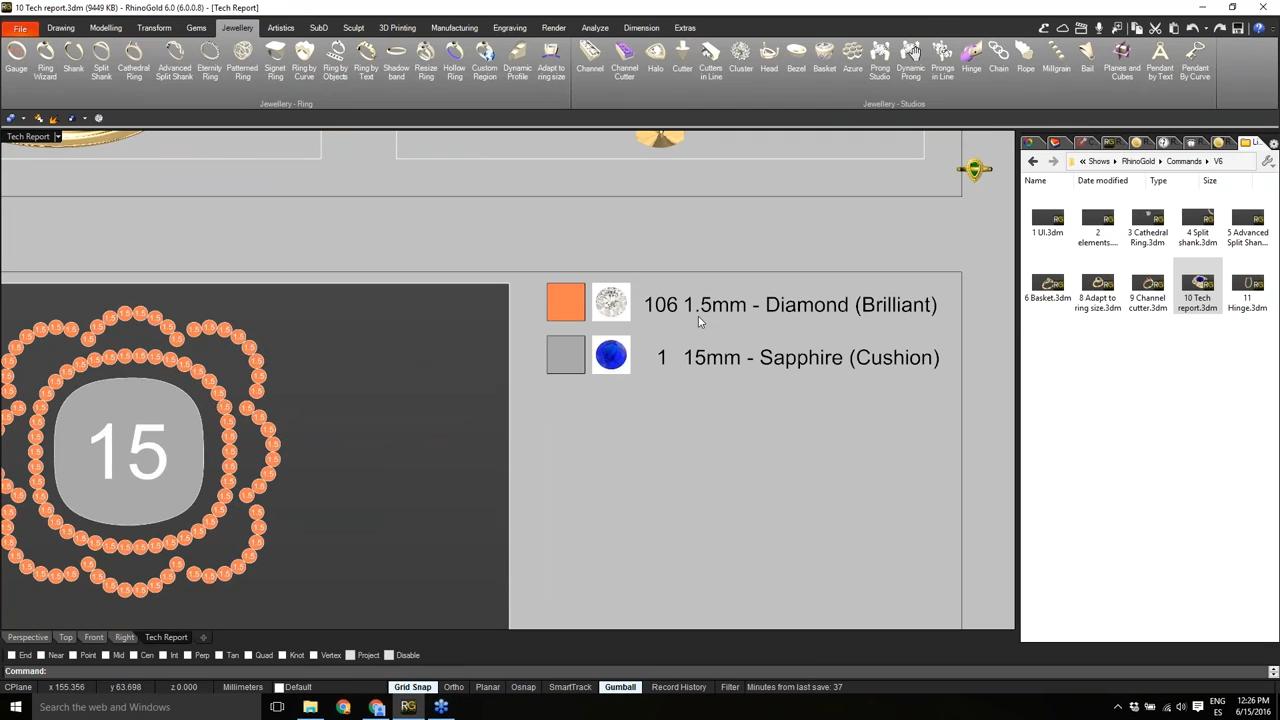 10 Tech report.3dm (9449 KB) - RhinoGold 6.0 (6.0.0.8) - [Tech Report]
File Drawing Modelling Transform Gems Jewellery Artistics SubD Sculpt 3D Printing Manufacturing Engraving Render Analyze Dimension Extras
Gauge Ring Wizard Shank Split Shank Cathedral Ring Advanced Split Shank Eternity Ring Patterned Ring Signet Ring Ring by Curve Ring by Objects Ring by Text Shadow band Resize Ring Hollow Ring Custom Region Dynamic Profile Adapt to ring size Channel Channel Cutter Halo Cutter Cutters in Line Cluster Head Bezel Basket Azure Prong Studio Dynamic Prong Prongs in Line Hinge Chain Rope Millgrain Bail Planes and Cubes Pendant by Text Pendant By Curve
Jewellery - Ring Jewellery - Studios
Tech Report
« Shows RhinoGold Commands V6
Name Date modified Type Size
1 UI.3dm 2 elements.... 3 Cathedral Ring.3dm 4 Split shank.3dm 5 Advanced Split Shan...
6 Basket.3dm 8 Adapt to ring size.3dm 9 Channel cutter.3dm 10 Tech report.3dm 11 Hinge.3dm
106 1.5mm - Diamond (Brilliant)
1 15mm - Sapphire (Cushion)
15
Perspective Top Front Right Tech Report
End Near Point Mid Cen Int Perp Tan Quad Knot Vertex Project Disable
Command:
CPlane x 155.356 y 63.698 z 0.000 Millimeters Default Grid Snap Ortho Planar Osnap SmartTrack Gumball Record History Filter Minutes from last save: 37
Search the web and Windows
ENG
ES
12:26 PM
6/15/2016